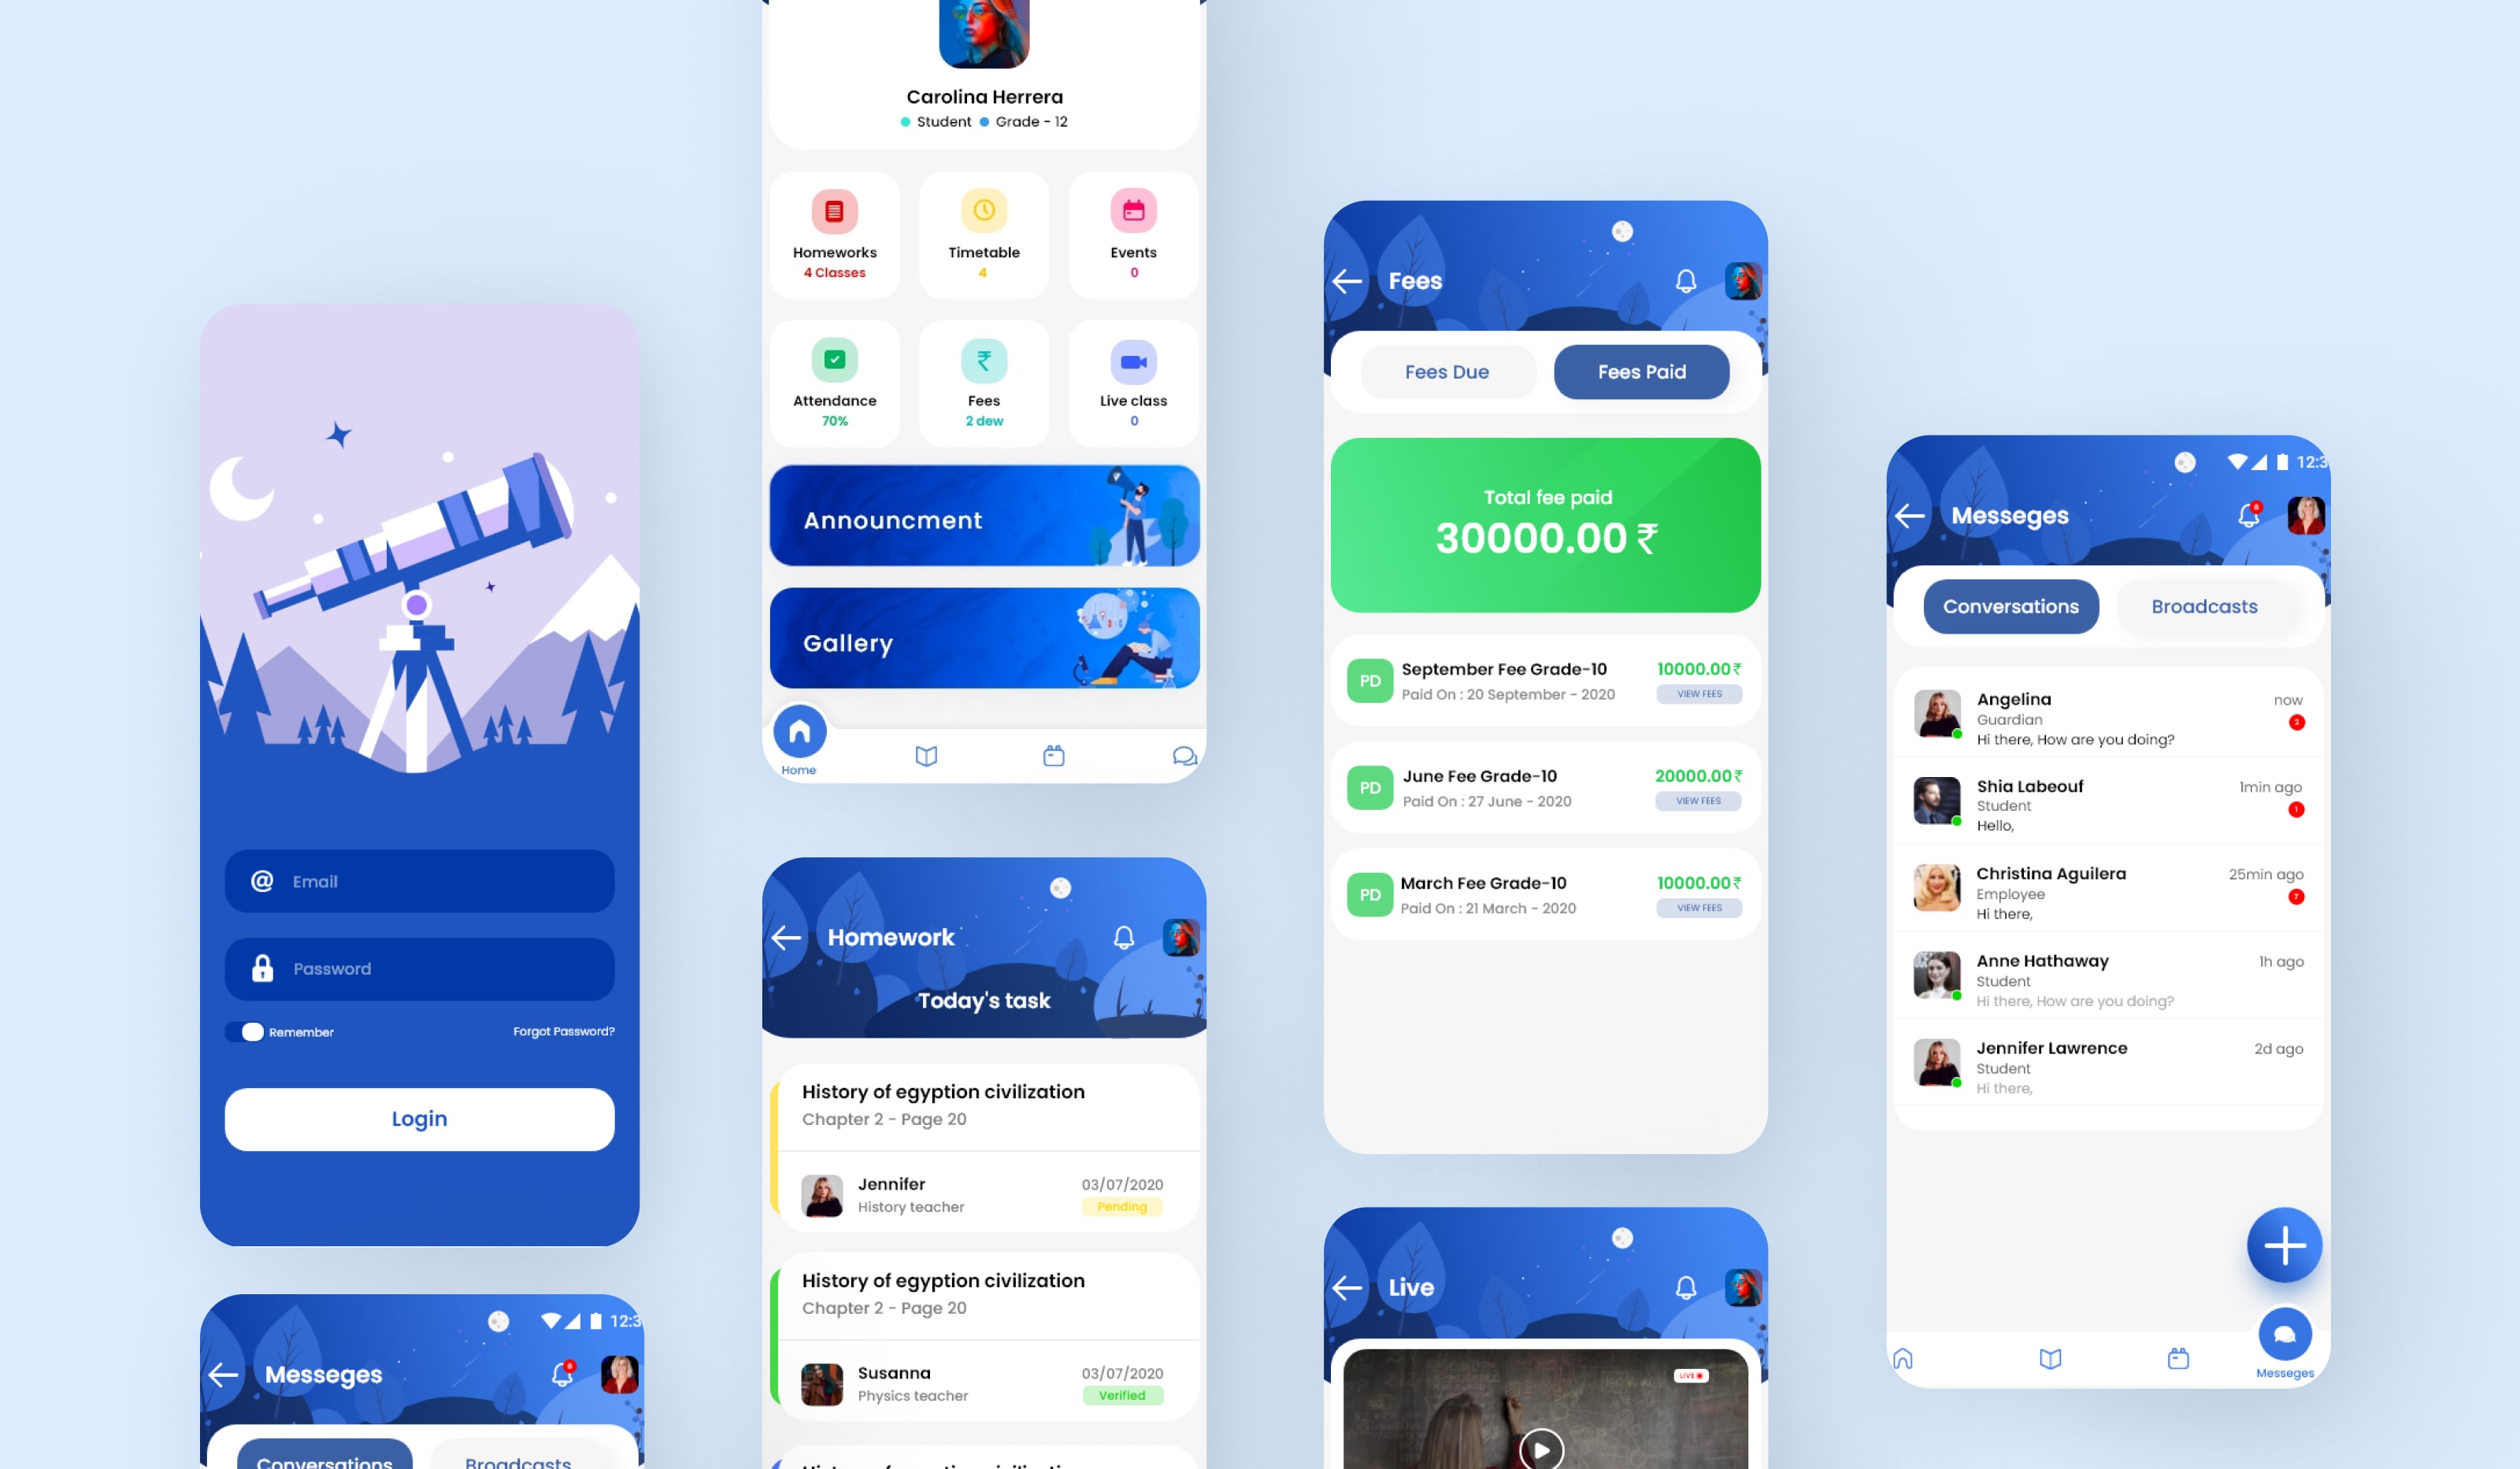 Email
Password
Remember
Forgot Password?
Login
12:3
Messeges
8
Conversations
Broadcasts
Carolina Herrera
Student
Grade - 12
Homeworks
4 Classes
Timetable
4
Events
0
Attendance
70%
₹
Fees
2 dew
Live class
0
Announcment
Gallery
Home
Homework
Today's task
History of egyption civilization
Chapter 2 - Page 20
Jennifer
History teacher
03/07/2020
Pending
History of egyption civilization
Chapter 2 - Page 20
Susanna
Physics teacher
03/07/2020
Verified
Fees
Fees Due
Fees Paid
Total fee paid
30000.00 ₹
PD
September Fee Grade-10
Paid On : 20 September - 2020
10000.00₹
VIEW FEES
PD
June Fee Grade-10
Paid On : 27 June - 2020
20000.00₹
VIEW FEES
PD
March Fee Grade-10
Paid On : 21 March - 2020
10000.00₹
VIEW FEES
Live
LIVE
12:3
Messeges
8
Conversations
Broadcasts
Angelina
now
Guardian
3
Hi there, How are you doing?
Shia Labeouf
1min ago
Student
1
Hello,
Christina Aguilera
25min ago
Employee
7
Hi there,
Anne Hathaway
1h ago
Student
Hi there, How are you doing?
Jennifer Lawrence
2d ago
Student
Hi there,
Messeges